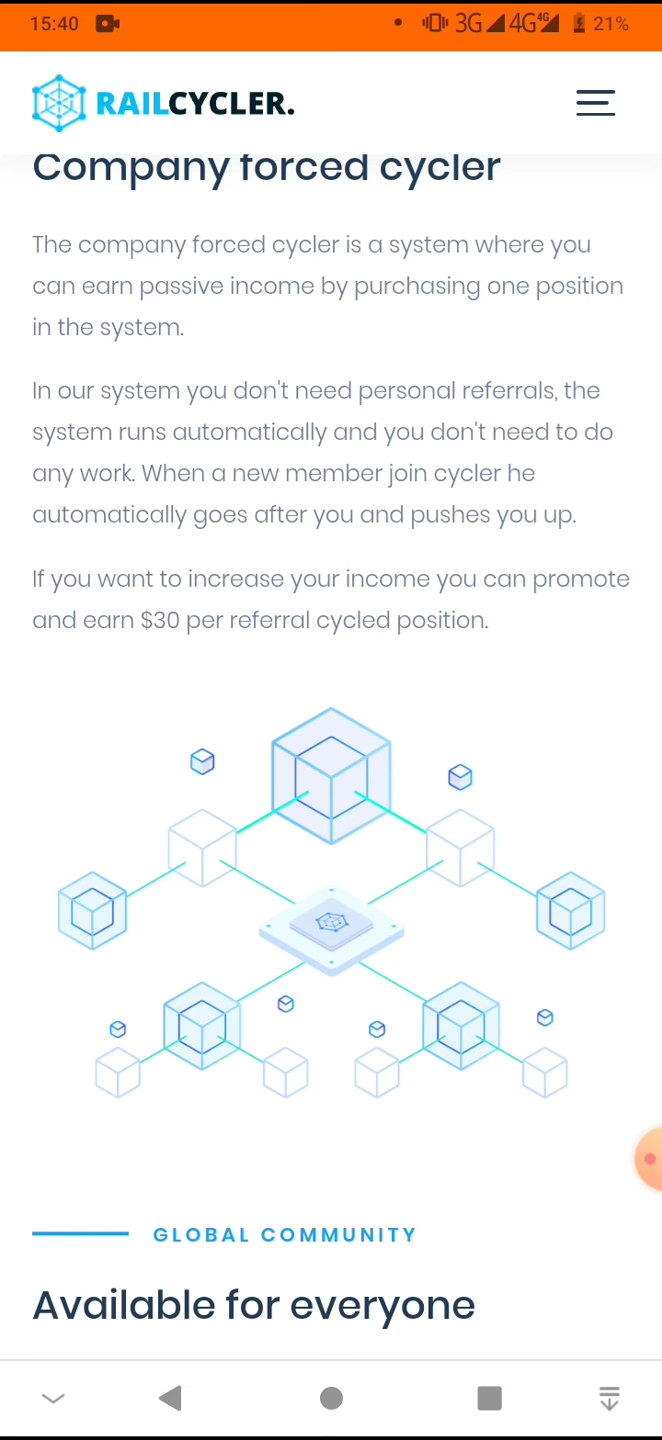 15:40 3G 4G 4G 21%
RAILCYCLER.
Company forced cycler
The company forced cycler is a system where you
can earn passive income by purchasing one position
in the system.
In our system you don't need personal referrals, the
system runs automatically and you don't need to do
any work. When a new member join cycler he
automatically goes after you and pushes you up.
If you want to increase your income you can promote
and earn $30 per referral cycled position.
GLOBAL COMMUNITY
Available for everyone